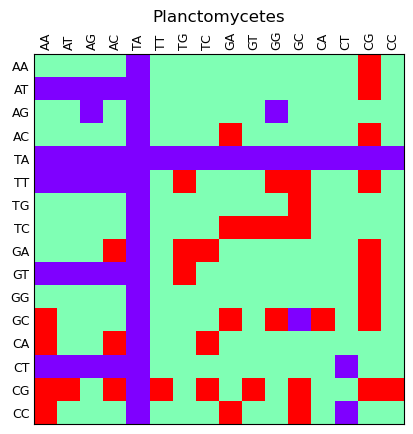 Planctomycetes
AA AT AG AC TA TT TG TC GA GT GG GC CA CT CG CC
AA
AT
AG
AC
TA
TT
TG
TC
GA
GT
GG
GC
CA
CT
CG
CC